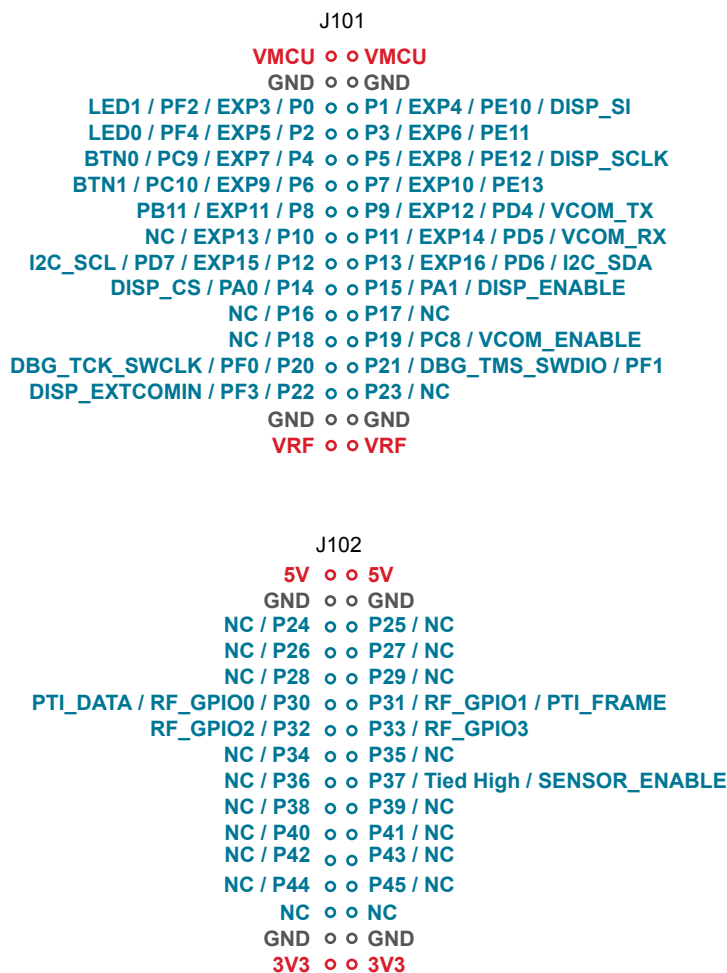 J101
VMCU VMCU
GND GND
LED1 / PF2 / EXP3 / P0 P1 / EXP4 / PE10 / DISP_SI
LED0 / PF4 / EXP5 / P2 P3 / EXP6 / PE11
BTN0 / PC9 / EXP7 / P4 P5 / EXP8 / PE12 / DISP_SCLK
BTN1 / PC10 / EXP9 / P6 P7 / EXP10 / PE13
PB11 / EXP11 / P8 P9 / EXP12 / PD4 / VCOM_TX
NC / EXP13 / P10 P11 / EXP14 / PD5 / VCOM_RX
I2C_SCL / PD7 / EXP15 / P12 P13 / EXP16 / PD6 / I2C_SDA
DISP_CS / PA0 / P14 P15 / PA1 / DISP_ENABLE
NC / P16 P17 / NC
NC / P18 P19 / PC8 / VCOM_ENABLE
DBG_TCK_SWCLK / PF0 / P20 P21 / DBG_TMS_SWDIO / PF1
DISP_EXTCOMIN / PF3 / P22 P23 / NC
GND GND
VRF VRF
J102
5V 5V
GND GND
NC / P24 P25 / NC
NC / P26 P27 / NC
NC / P28 P29 / NC
PTI_DATA / RF_GPIO0 / P30 P31 / RF_GPIO1 / PTI_FRAME
RF_GPIO2 / P32 P33 / RF_GPIO3
NC / P34 P35 / NC
NC / P36 P37 / Tied High / SENSOR_ENABLE
NC / P38 P39 / NC
NC / P40 P41 / NC
NC / P42 P43 / NC
NC / P44 P45 / NC
NC NC
GND GND
3V3 3V3